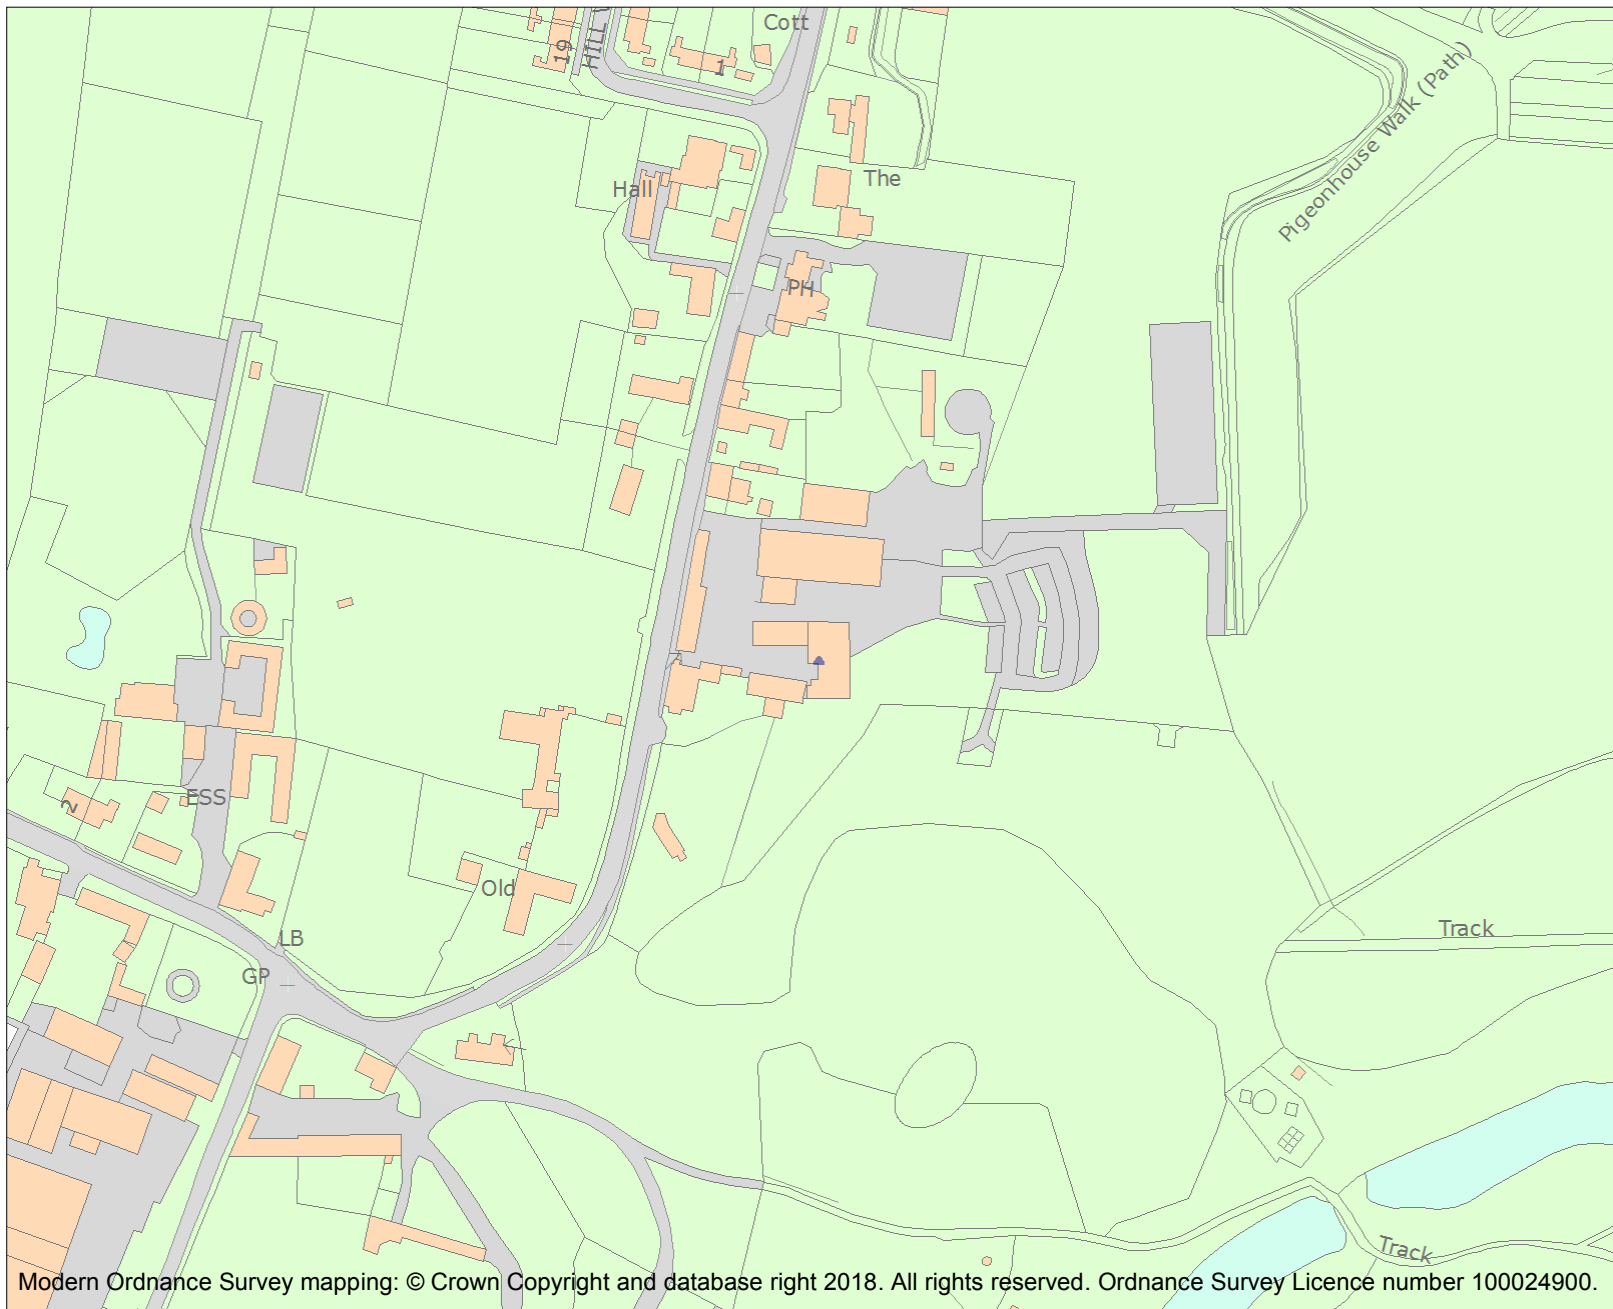 Cott
19
HILL
1
Pigeonhouse Walk (Path)
Hall
The
PH
ESS
2
Old
LB
GP
Track
Track
Modern Ordnance Survey mapping: © Crown Copyright and database right 2018. All rights reserved. Ordnance Survey Licence number 100024900.